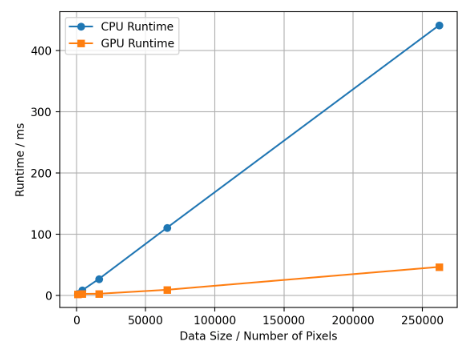 CPU Runtime
GPU Runtime
400
300
200
100
0
Runtime / ms
0 50000 100000 150000 200000 250000
Data Size / Number of Pixels